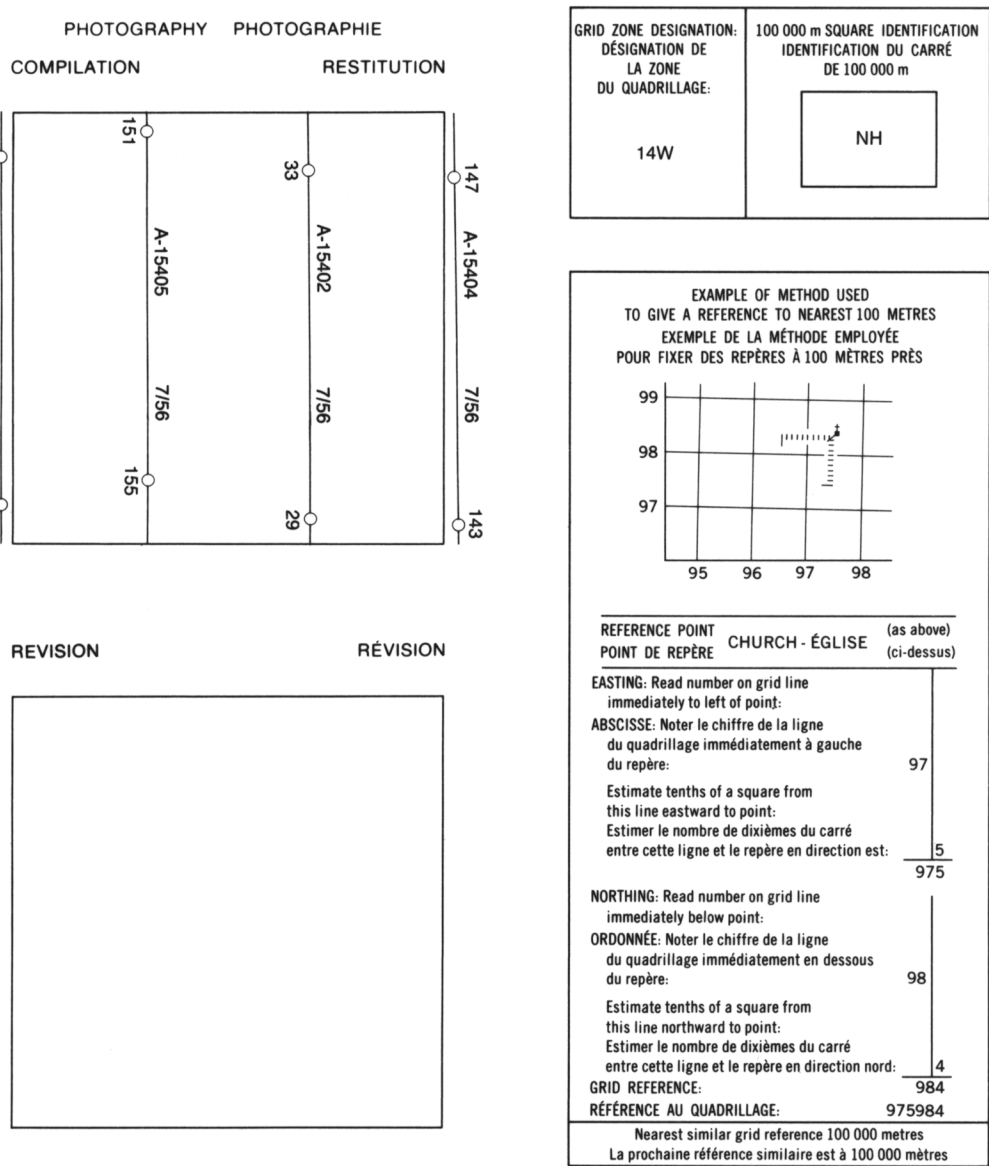 PHOTOGRAPHY PHOTOGRAPHIE
COMPILATION RESTITUTION
151
33
147
A-15405
A-15402
A-15404
7/56
7/56
7/56
155
29
143
REVISION RÉVISION
GRID ZONE DESIGNATION:
DÉSIGNATION DE
LA ZONE
DU QUADRILLAGE:
14W
100 000 m SQUARE IDENTIFICATION
IDENTIFICATION DU CARRÉ
DE 100 000 m
NH
EXAMPLE OF METHOD USED
TO GIVE A REFERENCE TO NEAREST 100 METRES
EXEMPLE DE LA MÉTHODE EMPLOYÉE
POUR FIXER DES REPÈRES À 100 MÈTRES PRÈS
99
98
97
95 96 97 98
REFERENCE POINT
POINT DE REPÈRE
CHURCH - ÉGLISE
(as above)
(ci-dessus)
EASTING: Read number on grid line
immediately to left of point:
ABSCISSE: Noter le chiffre de la ligne
du quadrillage immédiatement à gauche
du repère: 97
Estimate tenths of a square from
this line eastward to point:
Estimer le nombre de dixièmes du carré
entre cette ligne et le repère en direction est: 5
975
NORTHING: Read number on grid line
immediately below point:
ORDONNÉE: Noter le chiffre de la ligne
du quadrillage immédiatement en dessous
du repère: 98
Estimate tenths of a square from
this line northward to point:
Estimer le nombre de dixièmes du carré
entre cette ligne et le repère en direction nord: 4
GRID REFERENCE: 984
RÉFÉRENCE AU QUADRILLAGE: 975984
Nearest similar grid reference 100 000 metres
La prochaine référence similaire est à 100 000 mètres